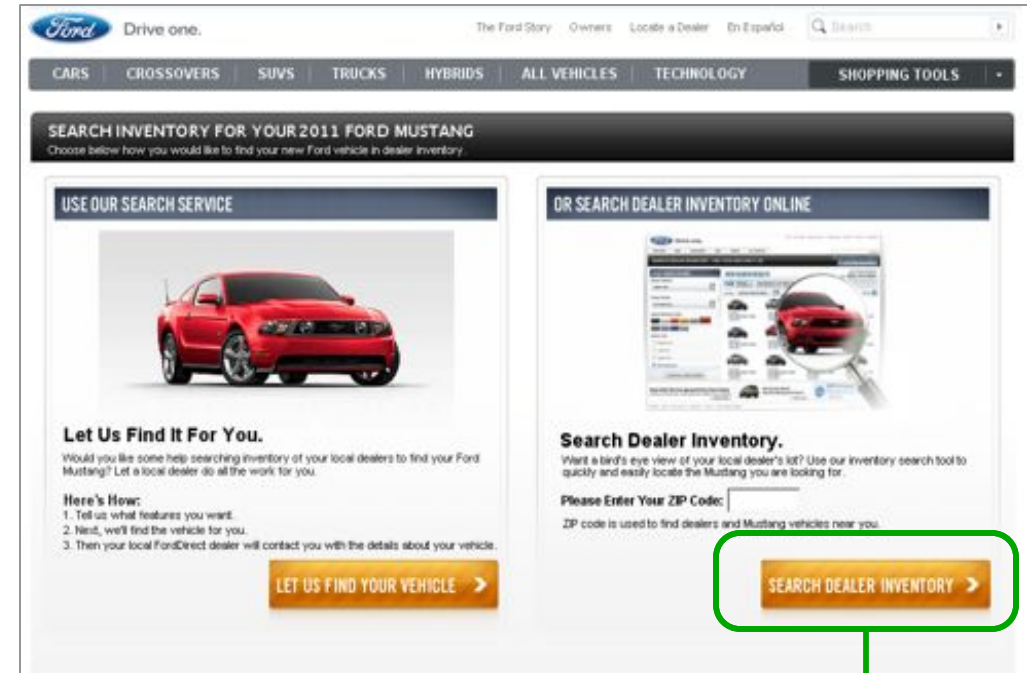 Ford Drive one.
The Ford Story Owners Locate a Dealer En Español Search
CARS CROSSOVERS SUVS TRUCKS HYBRIDS ALL VEHICLES TECHNOLOGY SHOPPING TOOLS
SEARCH INVENTORY FOR YOUR 2011 FORD MUSTANG
Choose below how you would like to find your new Ford vehicle in dealer inventory.
USE OUR SEARCH SERVICE
Let Us Find It For You.
Would you like some help searching inventory of your local dealers to find your Ford
Mustang? Let a local dealer do all the work for you.
Here's How:
1. Tell us what features you want.
2. Next, we'll find the vehicle for you.
3. Then your local FordDirect dealer will contact you with the details about your vehicle.
LET US FIND YOUR VEHICLE
OR SEARCH DEALER INVENTORY ONLINE
Search Dealer Inventory.
Want a bird's eye view of your local dealer's lot? Use our inventory search tool to
quickly and easily locate the Mustang you are looking for.
Please Enter Your ZIP Code:
ZIP code is used to find dealers and Mustang vehicles near you.
SEARCH DEALER INVENTORY